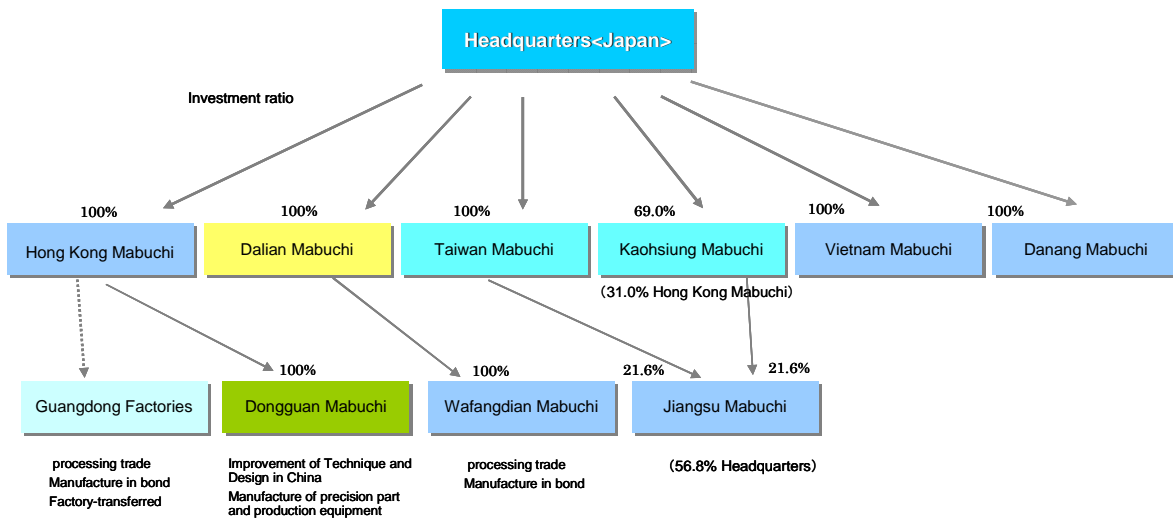 Headquarters<Japan>
Investment ratio
100%
100%
100%
69.0%
100%
100%
Hong Kong Mabuchi
Dalian Mabuchi
Taiwan Mabuchi
Kaohsiung Mabuchi
Vietnam Mabuchi
Danang Mabuchi
(31.0% Hong Kong Mabuchi)
100%
100%
21.6%
21.6%
Guangdong Factories
Dongguan Mabuchi
Wafangdian Mabuchi
Jiangsu Mabuchi
processing trade
Manufacture in bond
Factory-transferred
Improvement of Technique and
Design in China
Manufacture of precision part
and production equipment
processing trade
Manufacture in bond
(56.8% Headquarters)